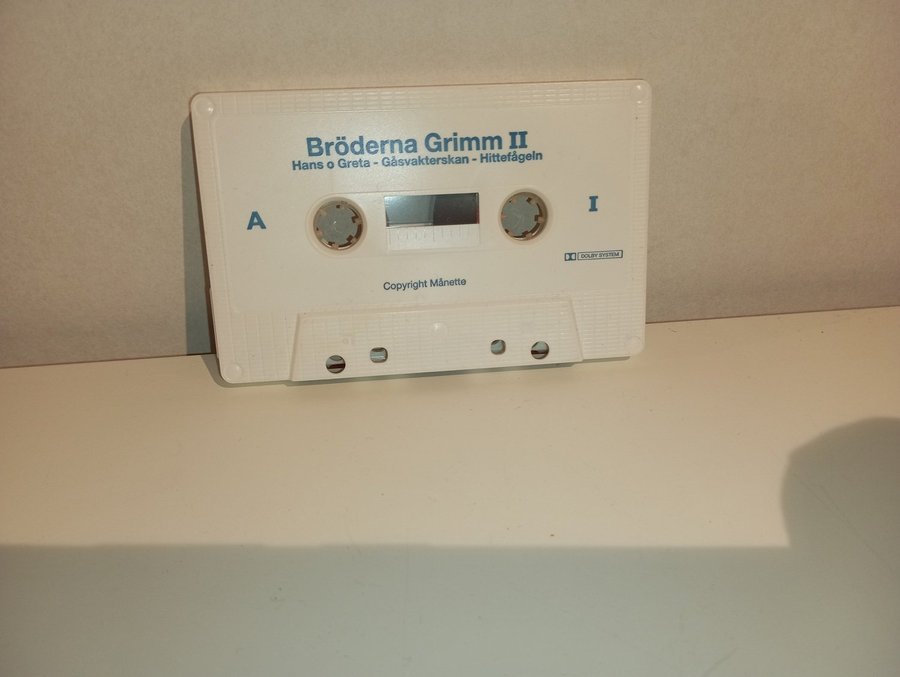 Bröderna Grimm II
Hans o Greta - Gåsvakterskan - Hittefågeln
A
I
DOLBY SYSTEM
Copyright Månette